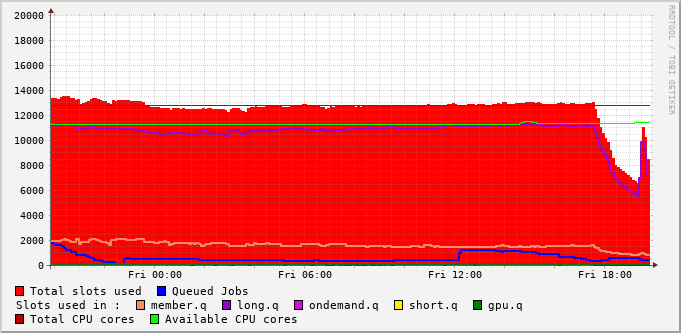 20000
18000
16000
14000
12000
10000
8000
6000
4000
2000
0
Fri 00:00 Fri 06:00 Fri 12:00 Fri 18:00
RRDTOOL / TOBI OETIKER
Total slots used Queued Jobs
Slots used in : member.q long.q ondemand.q short.q gpu.q
Total CPU cores Available CPU cores